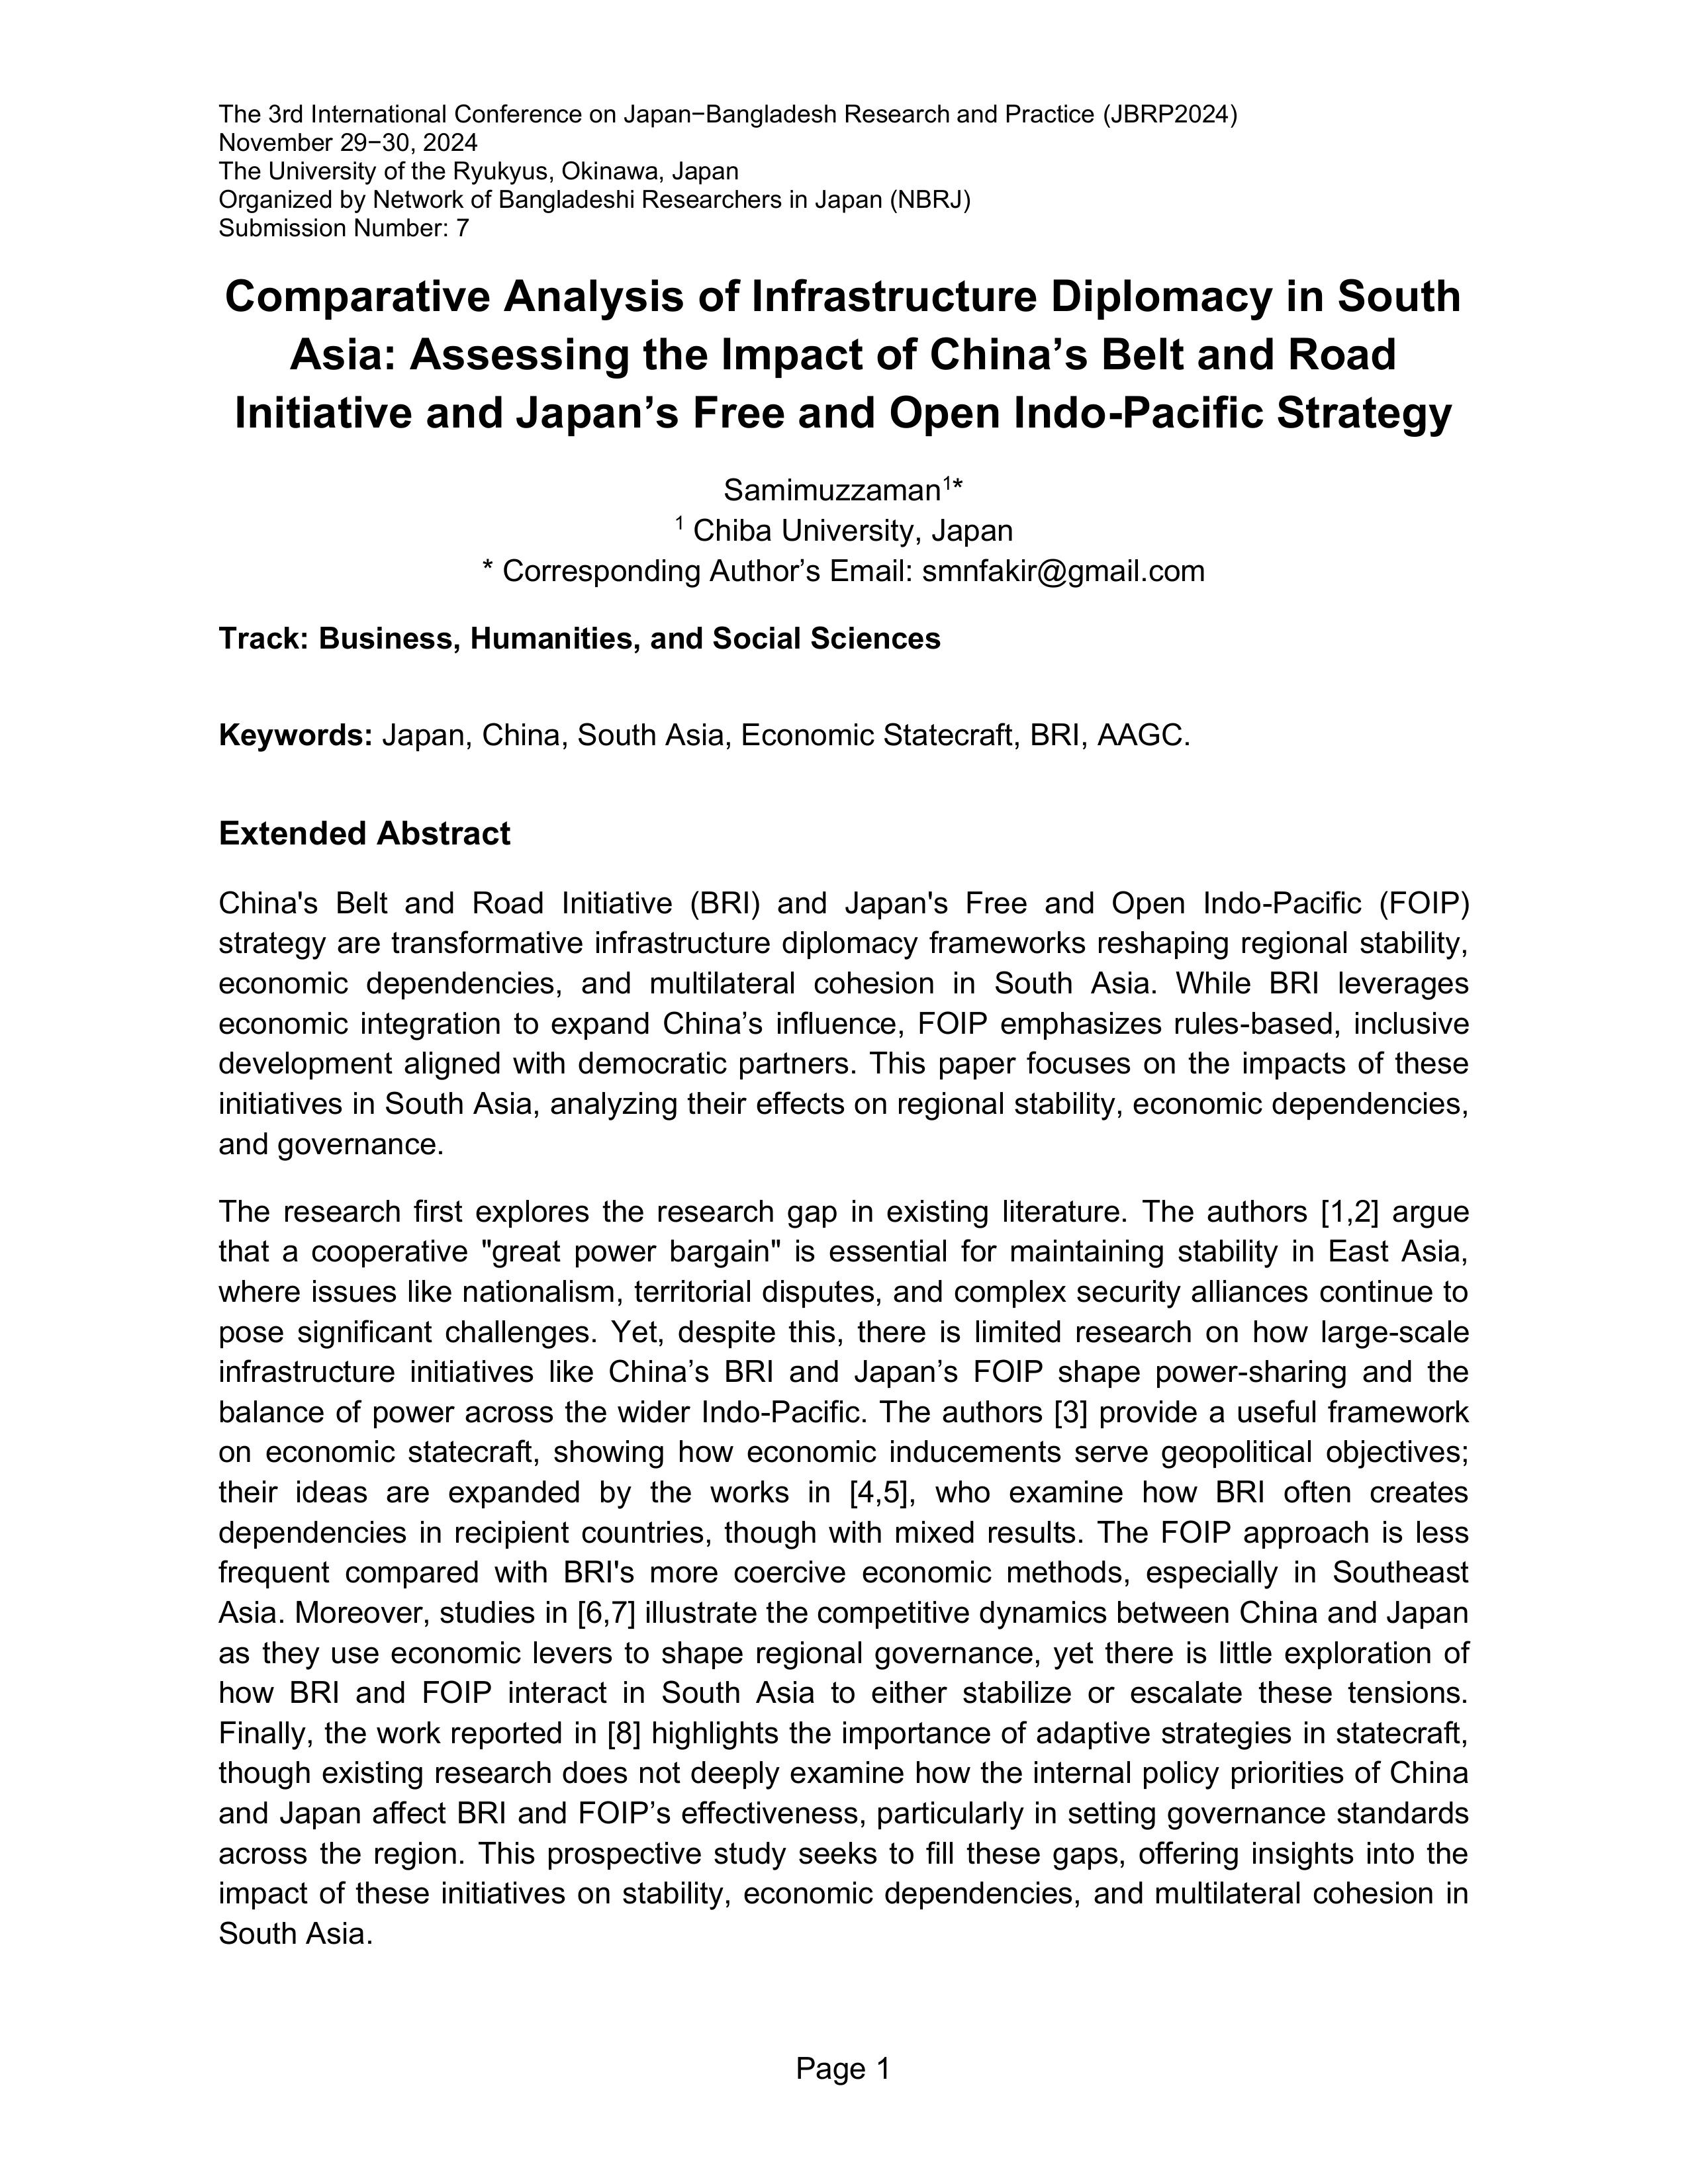 The 3rd International Conference on Japan−Bangladesh Research and Practice (JBRP2024)
November 29−30, 2024
The University of the Ryukyus, Okinawa, Japan
Organized by Network of Bangladeshi Researchers in Japan (NBRJ)
Submission Number: 7
Comparative Analysis of Infrastructure Diplomacy in South
Asia: Assessing the Impact of China’s Belt and Road
Initiative and Japan’s Free and Open Indo-Pacific Strategy
Samimuzzaman¹*
¹ Chiba University, Japan
* Corresponding Author’s Email: smnfakir@gmail.com
Track: Business, Humanities, and Social Sciences
Keywords: Japan, China, South Asia, Economic Statecraft, BRI, AAGC.
Extended Abstract
China's Belt and Road Initiative (BRI) and Japan's Free and Open Indo-Pacific (FOIP)
strategy are transformative infrastructure diplomacy frameworks reshaping regional stability,
economic dependencies, and multilateral cohesion in South Asia. While BRI leverages
economic integration to expand China’s influence, FOIP emphasizes rules-based, inclusive
development aligned with democratic partners. This paper focuses on the impacts of these
initiatives in South Asia, analyzing their effects on regional stability, economic dependencies,
and governance.
The research first explores the research gap in existing literature. The authors [1,2] argue
that a cooperative "great power bargain" is essential for maintaining stability in East Asia,
where issues like nationalism, territorial disputes, and complex security alliances continue to
pose significant challenges. Yet, despite this, there is limited research on how large-scale
infrastructure initiatives like China’s BRI and Japan’s FOIP shape power-sharing and the
balance of power across the wider Indo-Pacific. The authors [3] provide a useful framework
on economic statecraft, showing how economic inducements serve geopolitical objectives;
their ideas are expanded by the works in [4,5], who examine how BRI often creates
dependencies in recipient countries, though with mixed results. The FOIP approach is less
frequent compared with BRI's more coercive economic methods, especially in Southeast
Asia. Moreover, studies in [6,7] illustrate the competitive dynamics between China and Japan
as they use economic levers to shape regional governance, yet there is little exploration of
how BRI and FOIP interact in South Asia to either stabilize or escalate these tensions.
Finally, the work reported in [8] highlights the importance of adaptive strategies in statecraft,
though existing research does not deeply examine how the internal policy priorities of China
and Japan affect BRI and FOIP’s effectiveness, particularly in setting governance standards
across the region. This prospective study seeks to fill these gaps, offering insights into the
impact of these initiatives on stability, economic dependencies, and multilateral cohesion in
South Asia.
Page 1